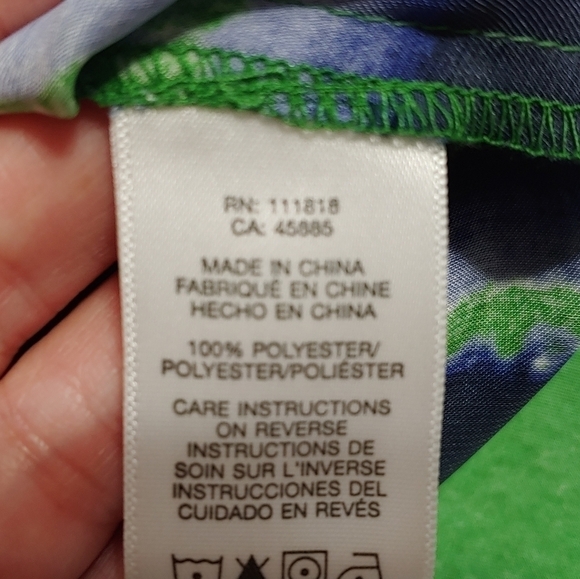 RN: 111818
CA: 45885
MADE IN CHINA
FABRIQUÉ EN CHINE
HECHO EN CHINA
100% POLYESTER/
POLYESTER/POLIÉSTER
CARE INSTRUCTIONS
ON REVERSE
INSTRUCTIONS DE
SOIN SUR L'INVERSE
INSTRUCCIONES DEL
CUIDADO EN REVÉS